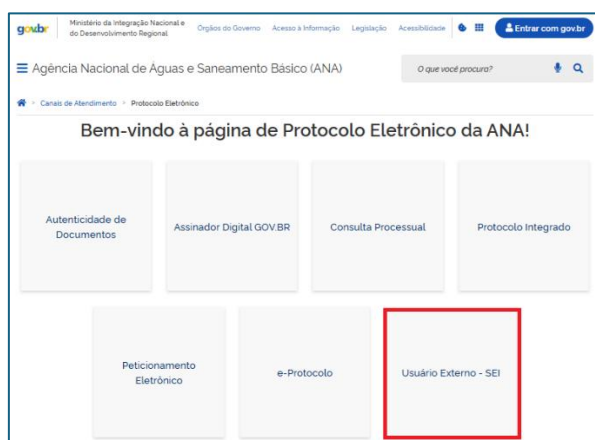 gov.br
Ministério da Integração Nacional e
do Desenvolvimento Regional
Órgãos do Governo Acesso à Informação Legislação Acessibilidade
Entrar com gov.br
Agência Nacional de Águas e Saneamento Básico (ANA)
O que você procura?
Canais de Atendimento Protocolo Eletrônico
Bem-vindo à página de Protocolo Eletrônico da ANA!
Autenticidade de
Documentos
Assinador Digital GOV.BR
Consulta Processual
Protocolo Integrado
Peticionamento
Eletrônico
e-Protocolo
Usuário Externo - SEI